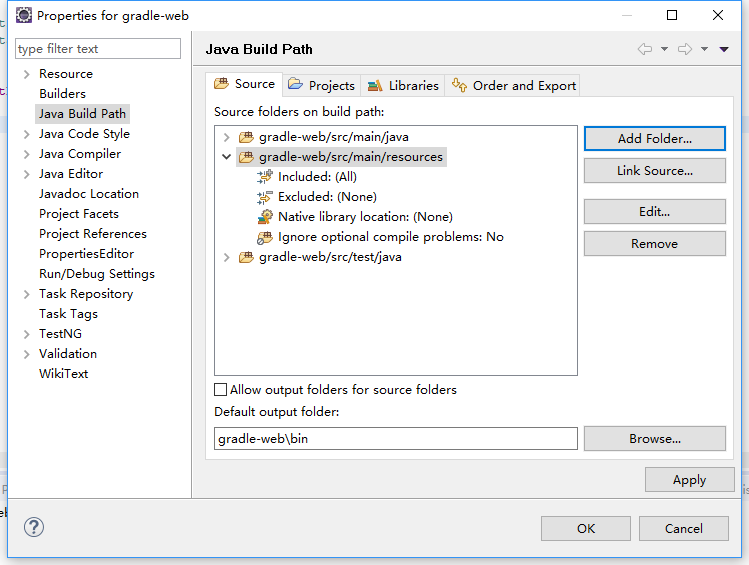 Properties for gradle-web
type filter text
Resource
Builders
Java Build Path
Java Code Style
Java Compiler
Java Editor
Javadoc Location
Project Facets
Project References
PropertiesEditor
Run/Debug Settings
Task Repository
Task Tags
TestNG
Validation
WikiText
Java Build Path
Source
Projects
Libraries
Order and Export
Source folders on build path:
gradle-web/src/main/java
gradle-web/src/main/resources
Included: (All)
Excluded: (None)
Native library location: (None)
Ignore optional compile problems: No
gradle-web/src/test/java
Add Folder...
Link Source...
Edit...
Remove
Allow output folders for source folders
Default output folder:
gradle-web\bin
Browse...
Apply
OK
Cancel